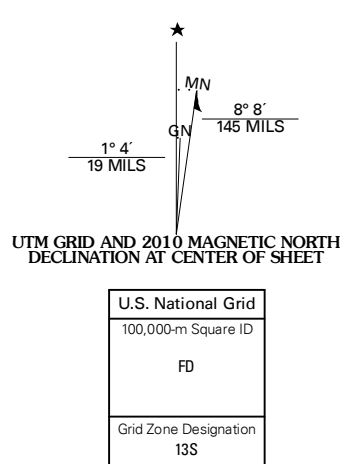 ★
MN
8° 8´
145 MILS
GN
1° 4´
19 MILS
UTM GRID AND 2010 MAGNETIC NORTH
DECLINATION AT CENTER OF SHEET
U.S. National Grid
100,000-m Square ID
FD
Grid Zone Designation
13S